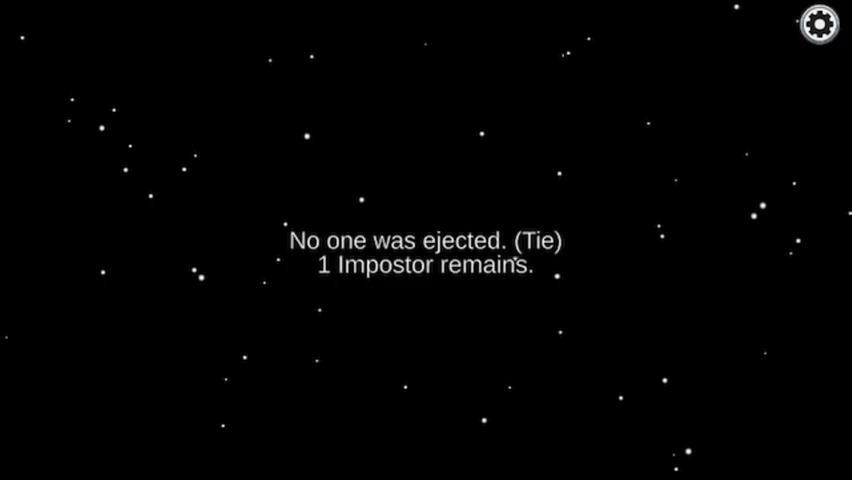 No one was ejected. (Tie)
1 Impostor remains.